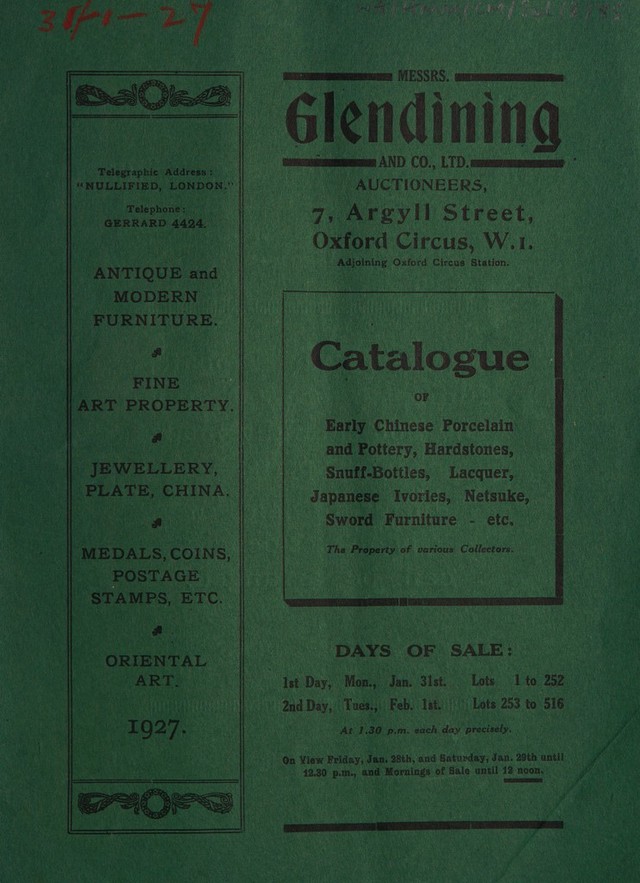 31-1-27
Telegraphic Address:
"NULLIFIED, LONDON."
Telephone:
GERRARD 4424.
ANTIQUE and
MODERN
FURNITURE.
FINE
ART PROPERTY.
JEWELLERY,
PLATE, CHINA.
MEDALS, COINS,
POSTAGE
STAMPS, ETC.
ORIENTAL
ART.
1927.
MESSRS.
Glendining
AND CO., LTD.
AUCTIONEERS,
7, Argyll Street,
Oxford Circus, W.1.
Adjoining Oxford Circus Station.
Catalogue
OF
Early Chinese Porcelain
and Pottery, Hardstones,
Snuff-Bottles, Lacquer,
Japanese Ivories, Netsuke,
Sword Furniture - etc.
The Property of various Collectors.
DAYS OF SALE:
1st Day, Mon., Jan. 31st. Lots 1 to 252
2nd Day, Tues., Feb. 1st. Lots 253 to 516
At 1.30 p.m. each day precisely.
On View Friday, Jan. 28th, and Saturday, Jan. 29th until
12.30 p.m., and Mornings of Sale until 12 noon.